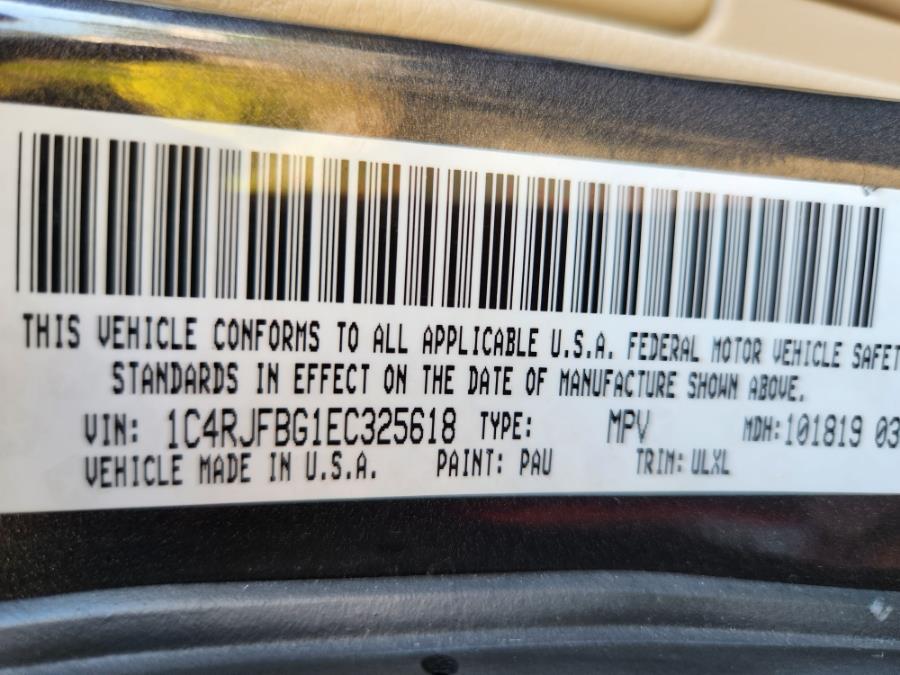 THIS VEHICLE CONFORMS TO ALL APPLICABLE U.S.A. FEDERAL MOTOR VEHICLE SAFET
STANDARDS IN EFFECT ON THE DATE OF MANUFACTURE SHOWN ABOVE.
VIN: 1C4RJFBG1EC325618 TYPE: MPV MDH:101819 03
VEHICLE MADE IN U.S.A. PAINT: PAU TRIM: ULXL